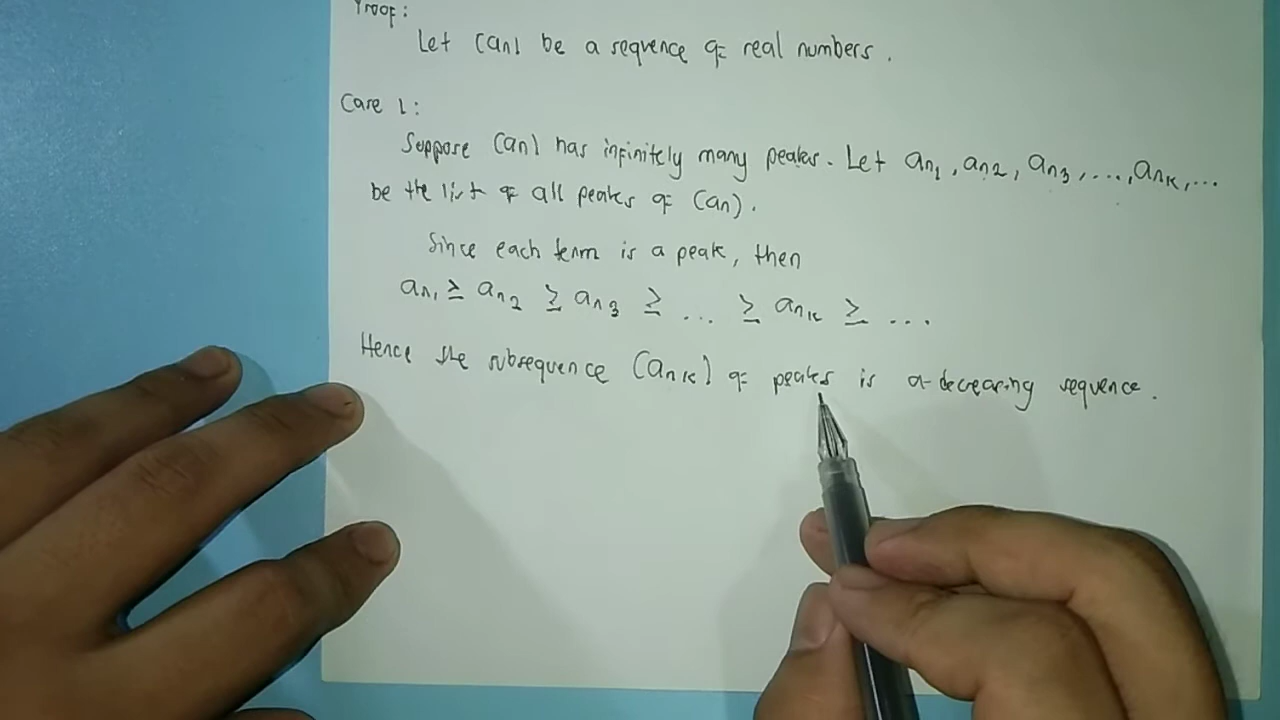 Proof:
Let (an) be a sequence of real numbers.
Case 1:
Suppose (an) has infinitely many peaks. Let an1, an2, an3, ..., ank, ...
be the list of all peaks of (an).
Since each term is a peak, then
an1 ≥ an2 ≥ an3 ≥ ... ≥ ank ≥ ...
Hence the subsequence (ank) of peaks is a decreasing sequence.